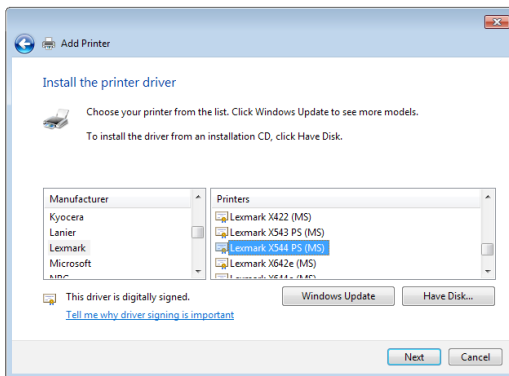 Add Printer
Install the printer driver
Choose your printer from the list. Click Windows Update to see more models.
To install the driver from an installation CD, click Have Disk.
Manufacturer
Kyocera
Lanier
Lexmark
Microsoft
Printers
Lexmark X422 (MS)
Lexmark X543 PS (MS)
Lexmark X544 PS (MS)
Lexmark X642e (MS)
This driver is digitally signed.
Tell me why driver signing is important
Windows Update
Have Disk...
Next
Cancel